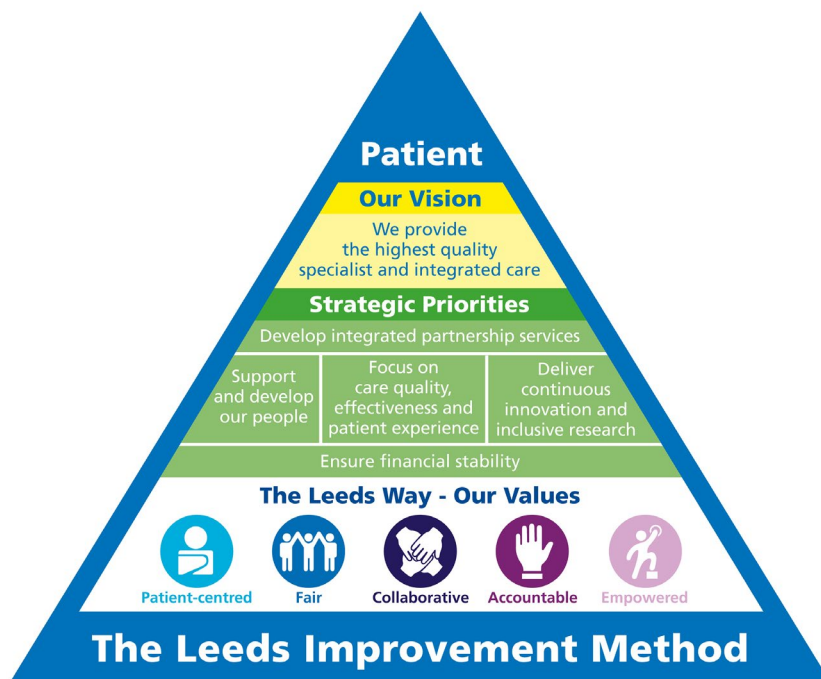 Patient
Our Vision
We provide
the highest quality
specialist and integrated care
Strategic Priorities
Develop integrated partnership services
Support
and develop
our people
Focus on
care quality,
effectiveness and
patient experience
Deliver
continuous
innovation and
inclusive research
Ensure financial stability
The Leeds Way - Our Values
Patient-centred
Fair
Collaborative
Accountable
Empowered
The Leeds Improvement Method